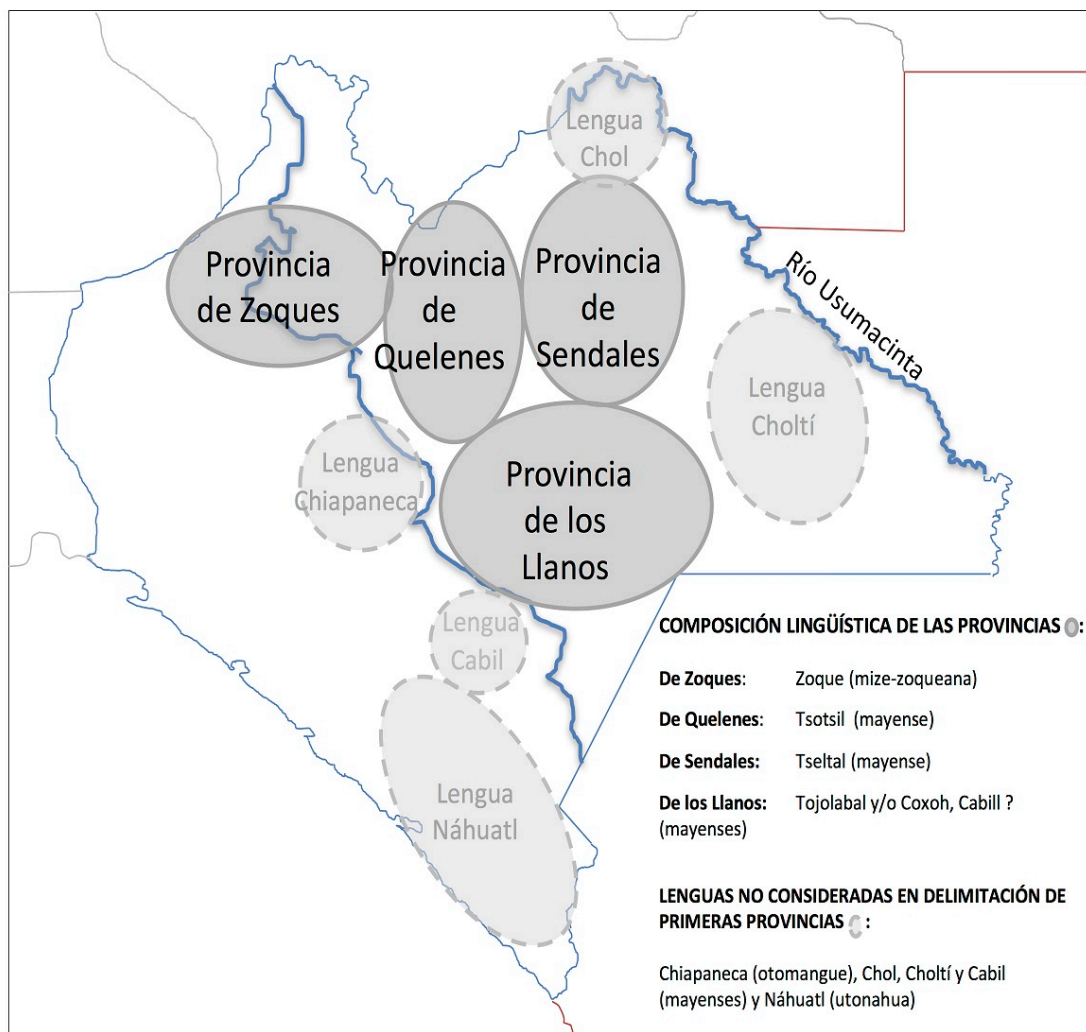 Lengua
Chol
Provincia
de Zoques
Provincia
de
Quelenes
Provincia
de
Sendales
Río Usumacinta
Lengua
Choltí
Lengua
Chiapaneca
Provincia
de los
Llanos
Lengua
Cabil
Lengua
Náhuatl
COMPOSICIÓN LINGÜÍSTICA DE LAS PROVINCIAS :
De Zoques: Zoque (mize-zoqueana)
De Quelenes: Tsotsil (mayense)
De Sendales: Tseltal (mayense)
De los Llanos: Tojolabal y/o Coxoh, Cabill ?
(mayenses)
LENGUAS NO CONSIDERADAS EN DELIMITACIÓN DE
PRIMERAS PROVINCIAS :
Chiapaneca (otomangue), Chol, Choltí y Cabil
(mayenses) y Náhuatl (utonahua)